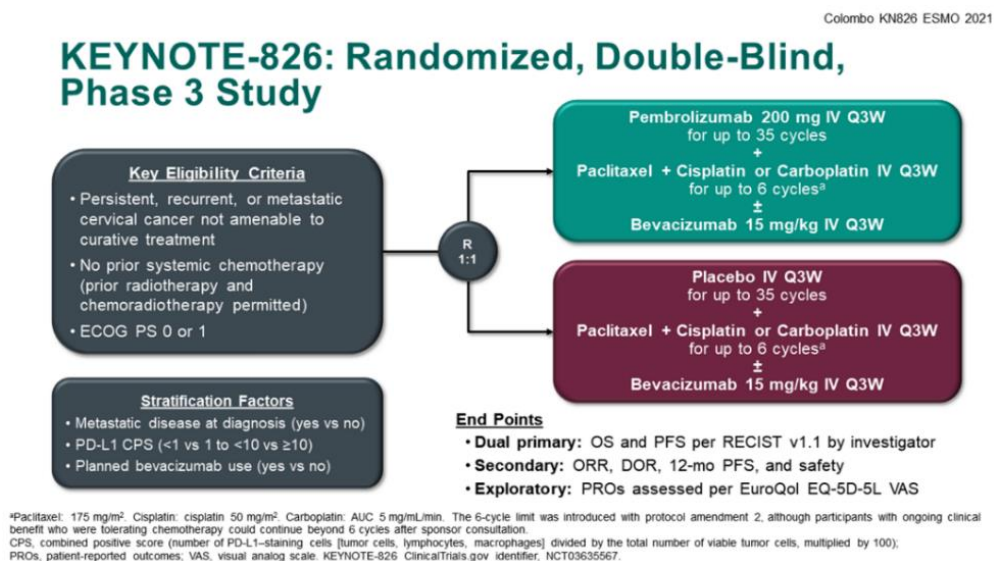 Colombo KN826 ESMO 2021
KEYNOTE-826: Randomized, Double-Blind,
Phase 3 Study
Key Eligibility Criteria
• Persistent, recurrent, or metastatic
cervical cancer not amenable to
curative treatment
• No prior systemic chemotherapy
(prior radiotherapy and
chemoradiotherapy permitted)
• ECOG PS 0 or 1
Stratification Factors
• Metastatic disease at diagnosis (yes vs no)
• PD-L1 CPS (<1 vs 1 to <10 vs ≥10)
• Planned bevacizumab use (yes vs no)
R
1:1
Pembrolizumab 200 mg IV Q3W
for up to 35 cycles
+
Paclitaxel + Cisplatin or Carboplatin IV Q3W
for up to 6 cyclesᵃ
±
Bevacizumab 15 mg/kg IV Q3W
Placebo IV Q3W
for up to 35 cycles
+
Paclitaxel + Cisplatin or Carboplatin IV Q3W
for up to 6 cyclesᵃ
±
Bevacizumab 15 mg/kg IV Q3W
End Points
• Dual primary: OS and PFS per RECIST v1.1 by investigator
• Secondary: ORR, DOR, 12-mo PFS, and safety
• Exploratory: PROs assessed per EuroQol EQ-5D-5L VAS
ᵃPaclitaxel: 175 mg/m². Cisplatin: cisplatin 50 mg/m². Carboplatin: AUC 5 mg/mL/min. The 6-cycle limit was introduced with protocol amendment 2, although participants with ongoing clinical
benefit who were tolerating chemotherapy could continue beyond 6 cycles after sponsor consultation.
CPS, combined positive score (number of PD-L1–staining cells [tumor cells, lymphocytes, macrophages] divided by the total number of viable tumor cells, multiplied by 100);
PROs, patient-reported outcomes; VAS, visual analog scale. KEYNOTE-826 ClinicalTrials.gov identifier, NCT03635567.